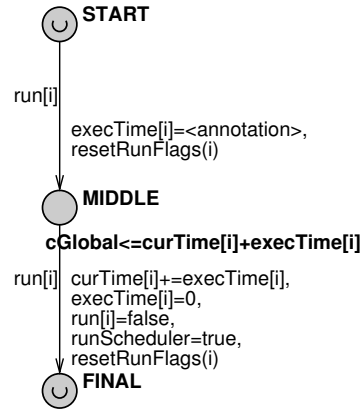 START
run[i]
execTime[i]=<annotation>,
resetRunFlags(i)
MIDDLE
cGlobal<=curTime[i]+execTime[i]
run[i] curTime[i]+=execTime[i],
execTime[i]=0,
run[i]=false,
runScheduler=true,
resetRunFlags(i)
FINAL